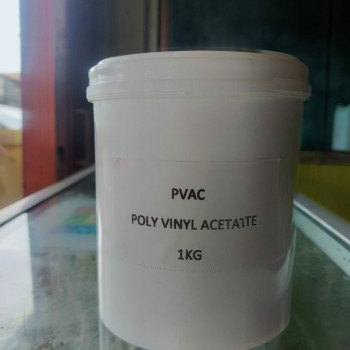 PVAC
POLY VINYL ACETATTE
1KG